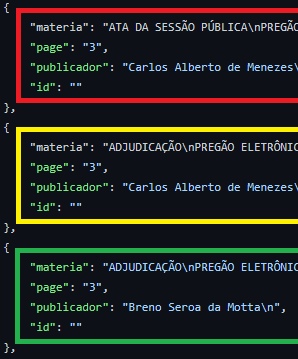 {
"materia": "ATA DA SESSÃO PÚBLICA\nPREGÃO
"page": "3",
"publicador": "Carlos Alberto de Menezes\
"id": ""
},
{
"materia": "ADJUDICAÇÃO\nPREGÃO ELETRÔNIC
"page": "3",
"publicador": "Carlos Alberto de Menezes\
"id": ""
},
{
"materia": "ADJUDICAÇÃO\nPREGÃO ELETRÔNIC
"page": "3",
"publicador": "Breno Seroa da Motta\n",
"id": ""
},